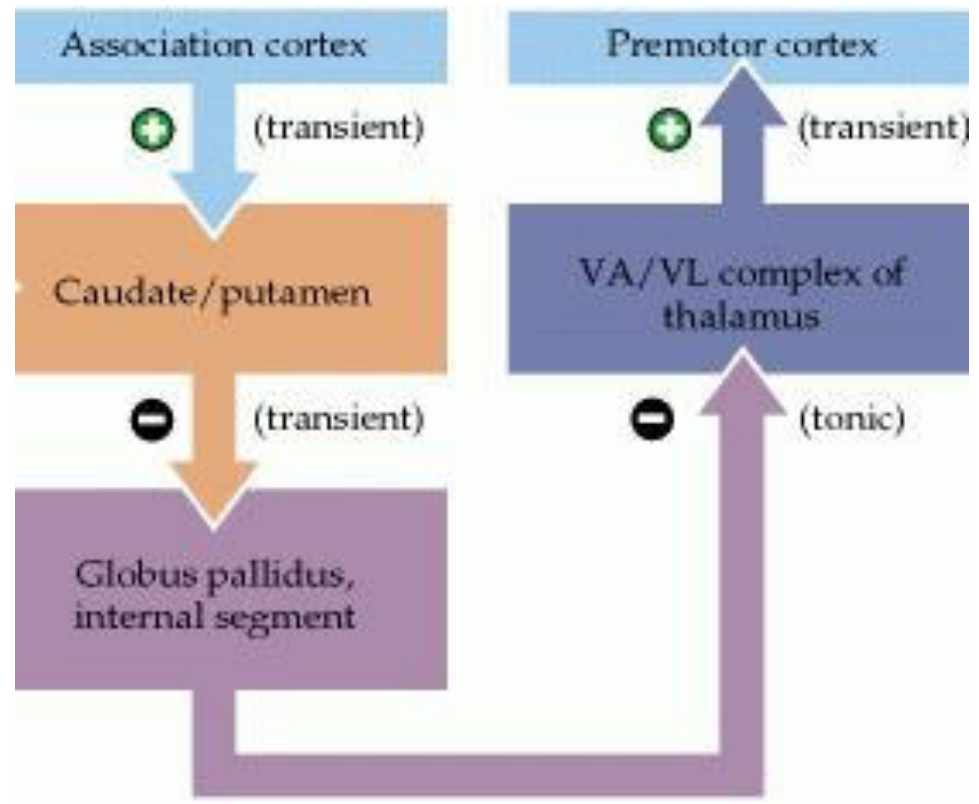 Association cortex
(transient)
Caudate/putamen
(transient)
Globus pallidus,
internal segment
Premotor cortex
(transient)
VA/VL complex of
thalamus
(tonic)